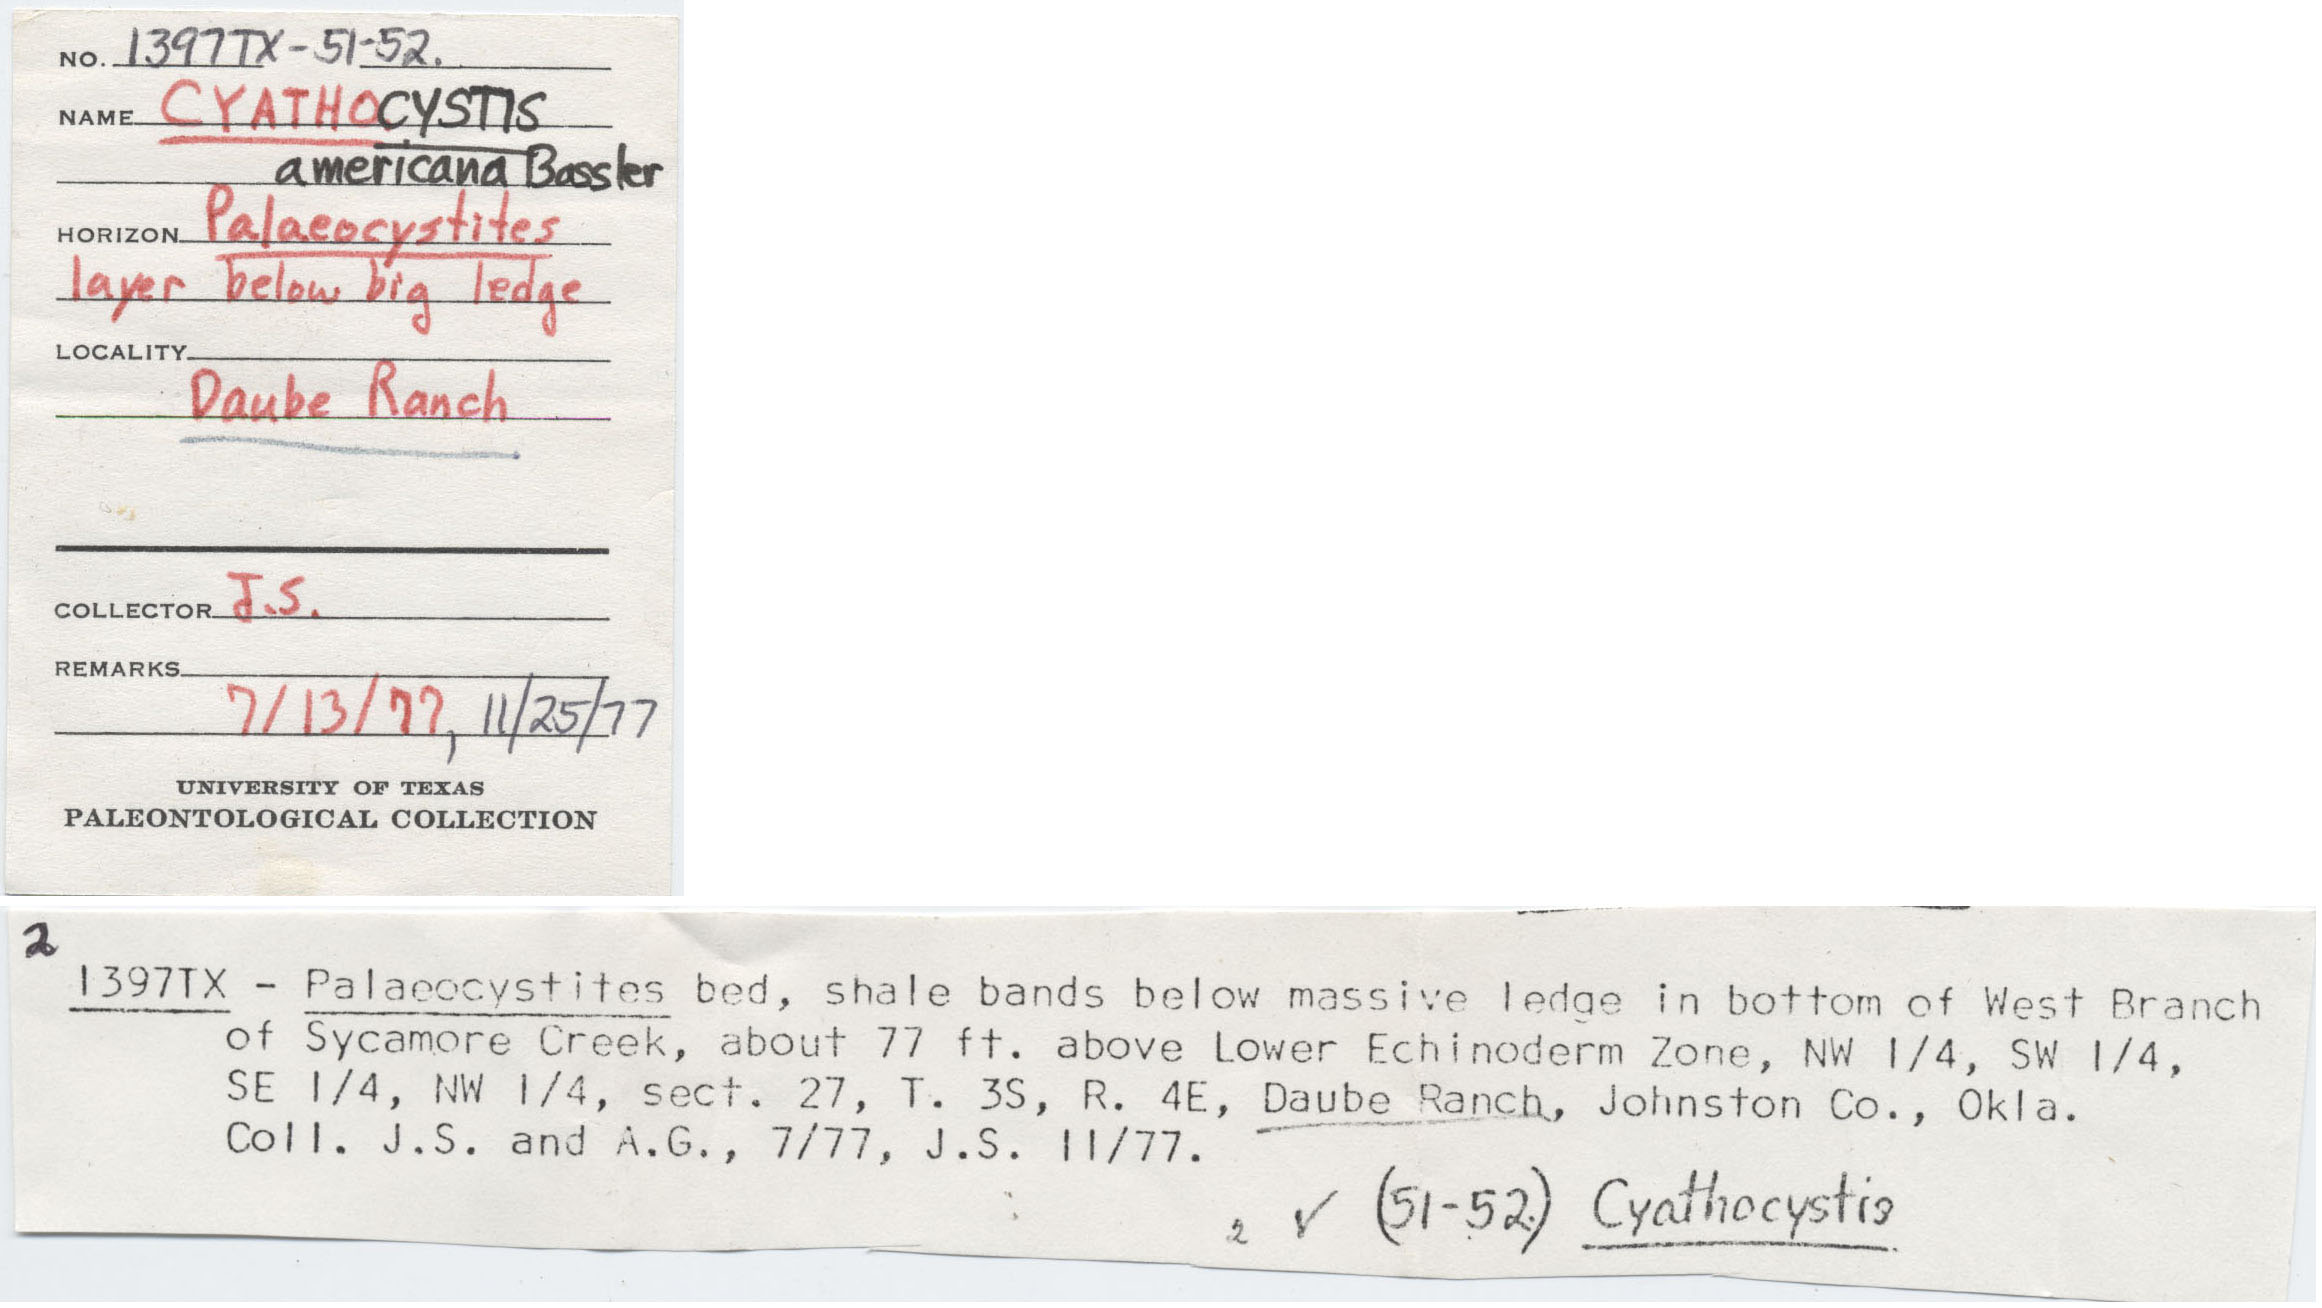 NO. 1397TX-51-52.
NAME CYATHOCYSTIS
americana Bassler
HORIZON Palaeocystites
layer below big ledge
LOCALITY
Daube Ranch
COLLECTOR J.S.
REMARKS
7/13/77, 11/25/77
UNIVERSITY OF TEXAS
PALEONTOLOGICAL COLLECTION
2
1397TX - Palaeocystites bed, shale bands below massive ledge in bottom of West Branch
of Sycamore Creek, about 77 ft. above Lower Echinoderm Zone, NW 1/4, SW 1/4,
SE 1/4, NW 1/4, sect. 27, T. 3S, R. 4E, Daube Ranch, Johnston Co., Okla.
Coll. J.S. and A.G., 7/77, J.S. 11/77.
2 ✓ (51-52.) Cyathocystis